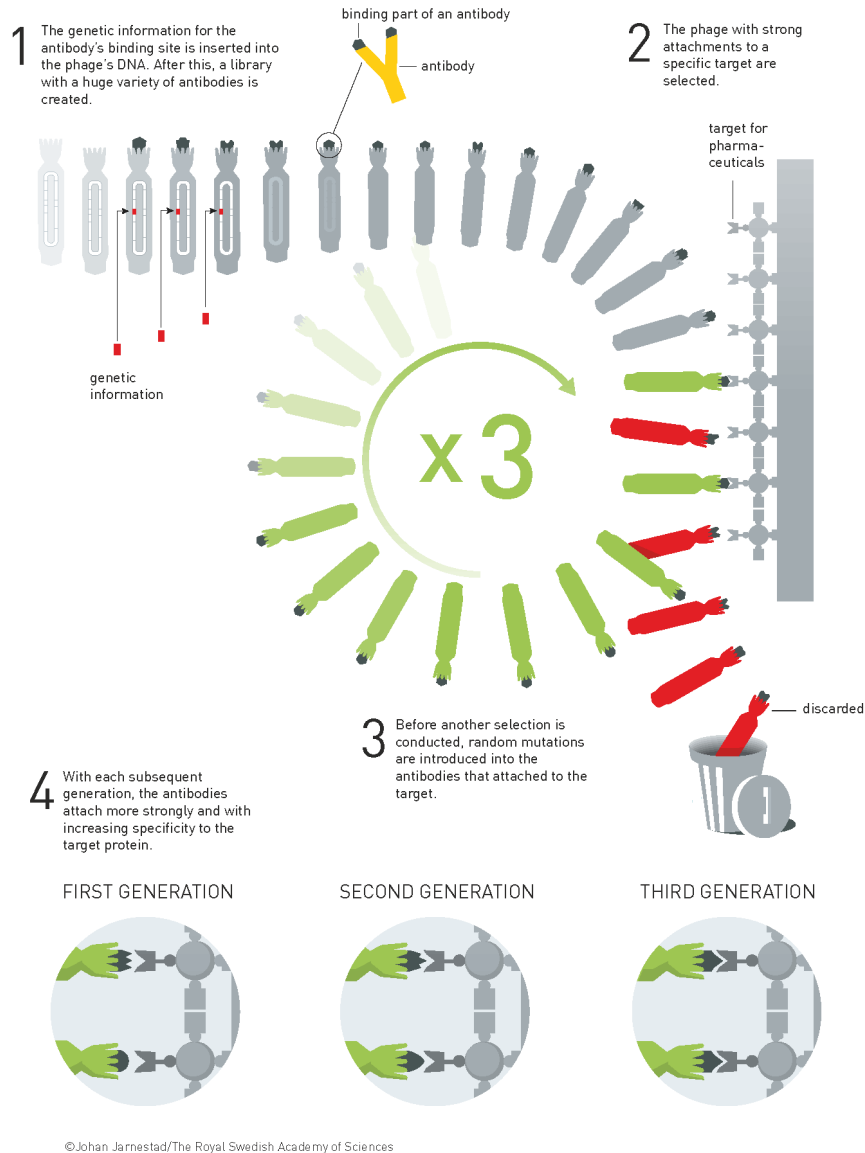 1
The genetic information for the
antibody's binding site is inserted into
the phage's DNA. After this, a library
with a huge variety of antibodies is
created.
binding part of an antibody
antibody
2
The phage with strong
attachments to a
specific target are
selected.
target for
pharma-
ceuticals
genetic
information
x 3
discarded
3
Before another selection is
conducted, random mutations
are introduced into the
antibodies that attached to the
target.
4
With each subsequent
generation, the antibodies
attach more strongly and with
increasing specificity to the
target protein.
FIRST GENERATION
SECOND GENERATION
THIRD GENERATION
©Johan Jarnestad/The Royal Swedish Academy of Sciences